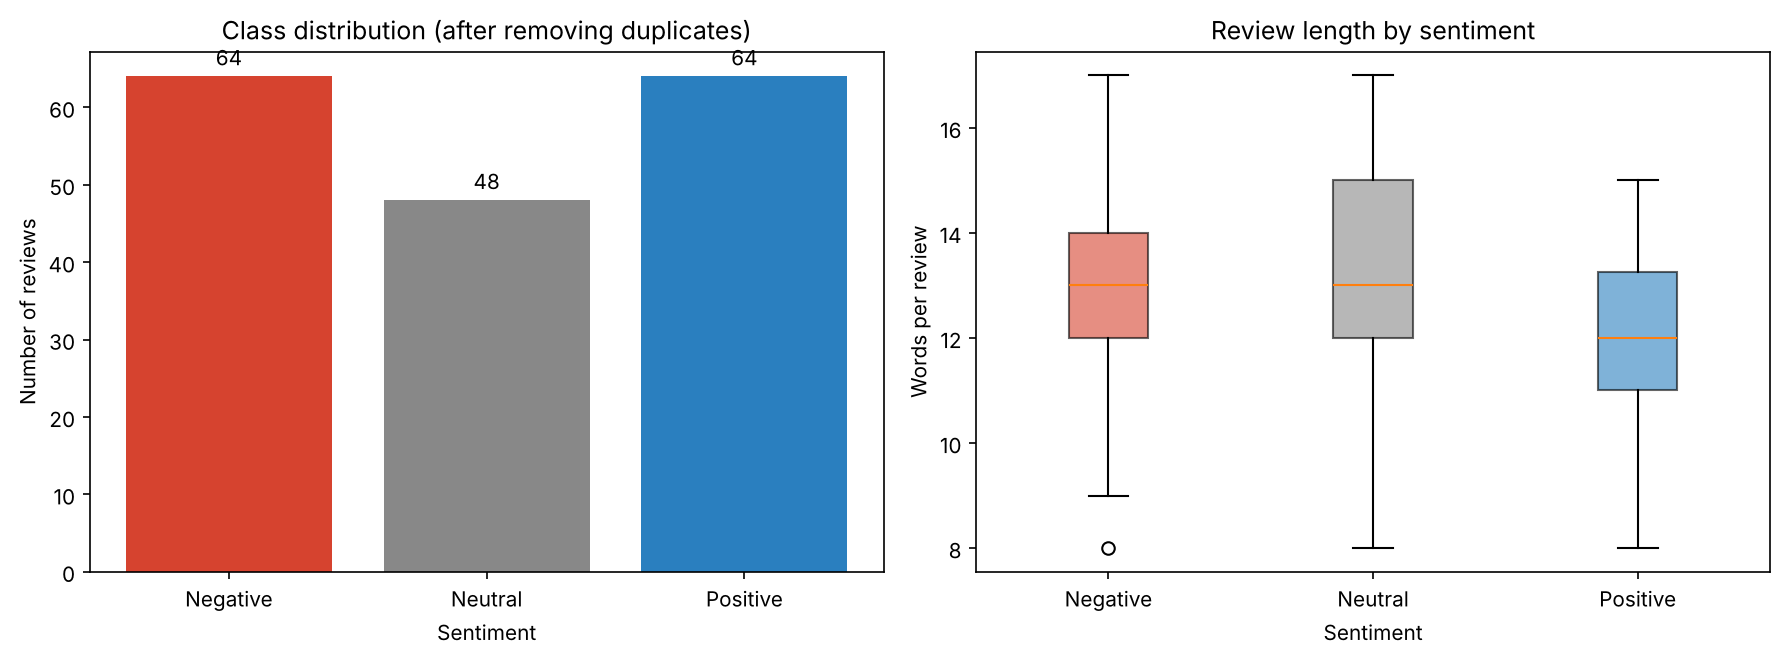 Class distribution (after removing duplicates)
64
48
64
Number of reviews
60
50
40
30
20
10
0
Negative
Neutral
Positive
Sentiment
Review length by sentiment
Words per review
16
14
12
10
8
Negative
Neutral
Positive
Sentiment